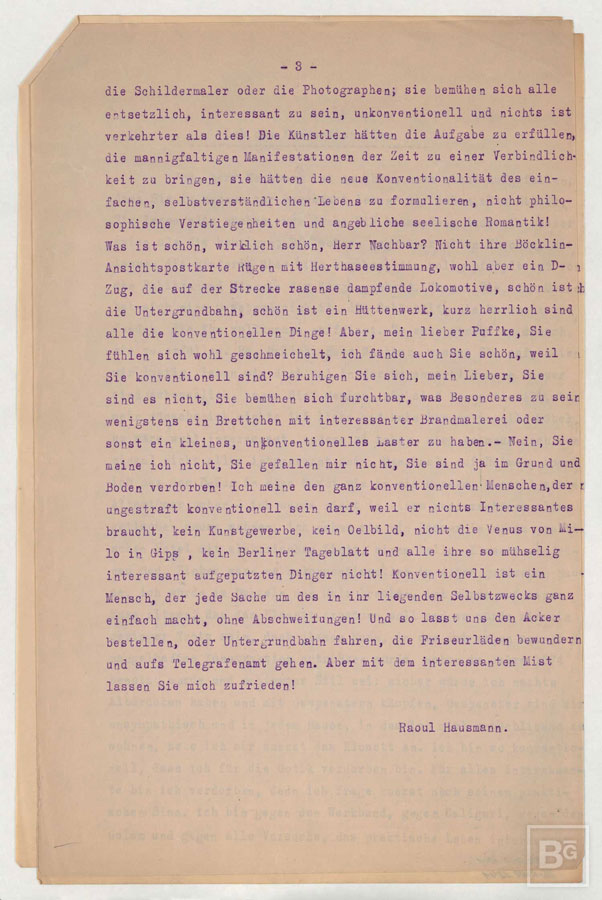 - 3 -
die Schildermaler oder die Photographen; sie bemühen sich alle
entsetzlich, interessant zu sein, unkonventionell und nichts ist
verkehrter als dies! Die Künstler hätten die Aufgabe zu erfüllen,
die mannigfaltigen Manifestationen der Zeit zu einer Verbindlich-
keit zu bringen, sie hätten die neue Konventionalität des ein-
fachen, selbstverständlichen Lebens zu formulieren, nicht philo-
sophische Verstiegenheiten und angebliche seelische Romantik!
Was ist schön, wirklich schön, Herr Nachbar? Nicht ihre Böcklin-
Ansichtspostkarte Rügen mit Herthaseestimmung, wohl aber ein D-
Zug, die auf der Strecke rasense dampfende Lokomotive, schön ist
die Untergrundbahn, schön ist ein Hüttenwerk, kurz herrlich sind
alle die konventionellen Dinge! Aber, mein lieber Puffke, Sie
fühlen sich wohl geschmeichelt, ich fände auch Sie schön, weil
Sie konventionell sind? Beruhigen Sie sich, mein Lieber, Sie
sind es nicht, Sie bemühen sich furchtbar, was Besonderes zu sein
wenigstens ein Brettchen mit interessanter Brandmalerei oder
sonst ein kleines, unkonventionelles Laster zu haben.- Nein, Sie
meine ich nicht, Sie gefallen mir nicht, Sie sind ja im Grund und
Boden verdorben! Ich meine den ganz konventionellen Menschen, der
ungestraft konventionell sein darf, weil er nichts Interessantes
braucht, kein Kunstgewerbe, kein Oelbild, nicht die Venus von Mi-
lo in Gips , kein Berliner Tageblatt und alle ihre so mühselig
interessant aufgeputzten Dinger nicht! Konventionell ist ein
Mensch, der jede Sache um des in ihr liegenden Selbstzwecks ganz
einfach macht, ohne Abschweifungen! Und so lasst uns den Acker
bestellen, oder Untergrundbahn fahren, die Friseurläden bewundern
und aufs Telegrafenamt gehen. Aber mit dem interessanten Mist
lassen Sie mich zufrieden!
Raoul Hausmann.
BG